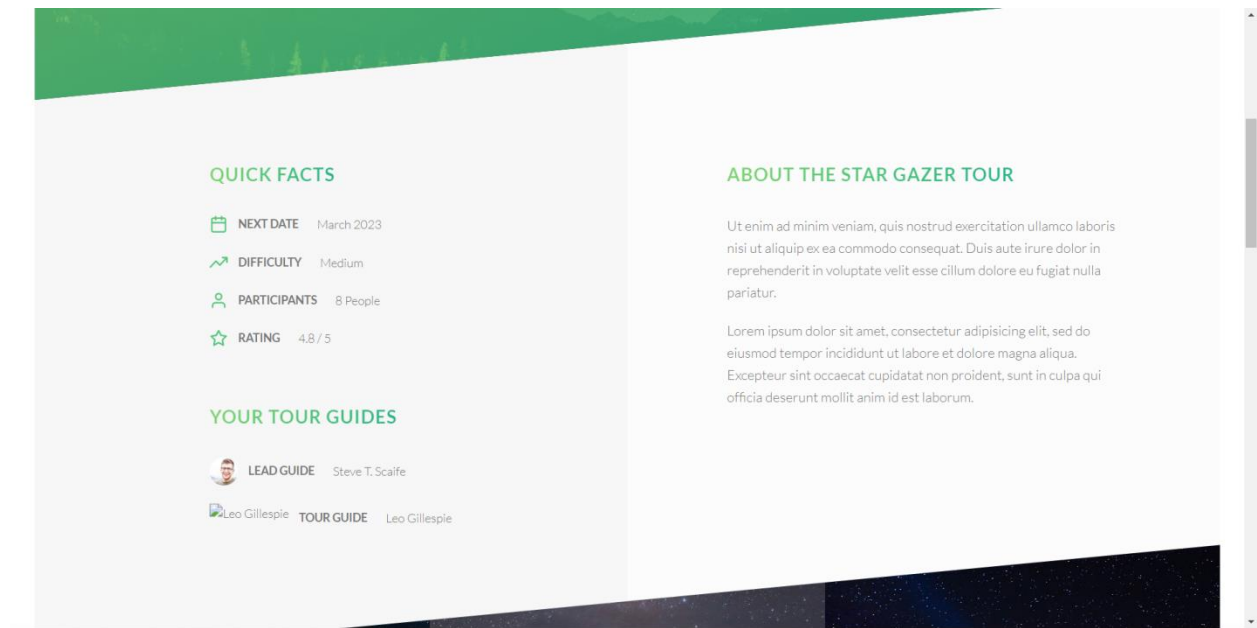 QUICK FACTS
NEXT DATE March 2023
DIFFICULTY Medium
PARTICIPANTS 8 People
RATING 4.8 / 5
YOUR TOUR GUIDES
LEAD GUIDE Steve T. Scaife
Leo Gillespie TOUR GUIDE Leo Gillespie
ABOUT THE STAR GAZER TOUR
Ut enim ad minim veniam, quis nostrud exercitation ullamco laboris
nisi ut aliquip ex ea commodo consequat. Duis aute irure dolor in
reprehenderit in voluptate velit esse cillum dolore eu fugiat nulla
pariatur.
Lorem ipsum dolor sit amet, consectetur adipisicing elit, sed do
eiusmod tempor incididunt ut labore et dolore magna aliqua.
Excepteur sint occaecat cupidatat non proident, sunt in culpa qui
officia deserunt mollit anim id est laborum.